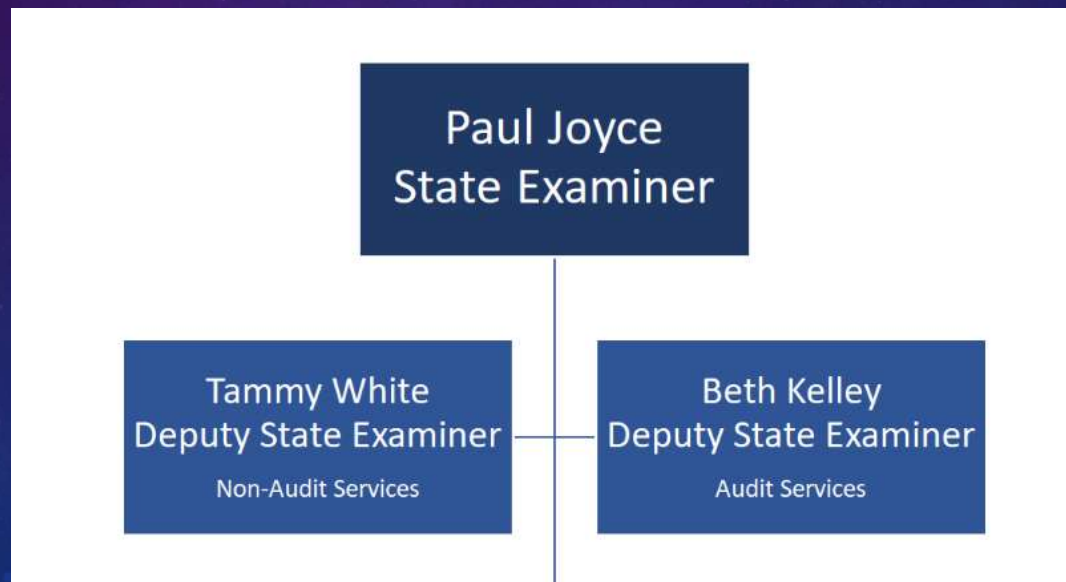 Paul Joyce
State Examiner
Tammy White
Deputy State Examiner
Non-Audit Services
Beth Kelley
Deputy State Examiner
Audit Services